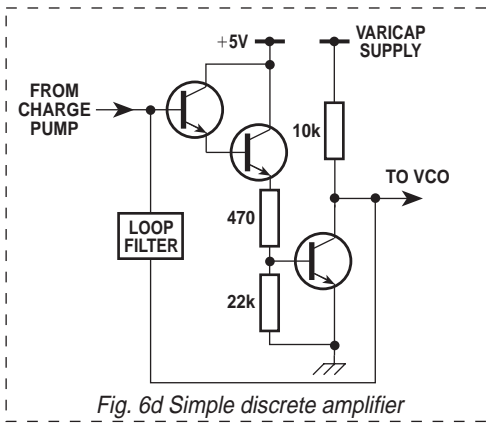 +5V
VARICAP
SUPPLY
FROM
CHARGE
PUMP
10k
TO VCO
LOOP
FILTER
470
22k
Fig. 6d Simple discrete amplifier